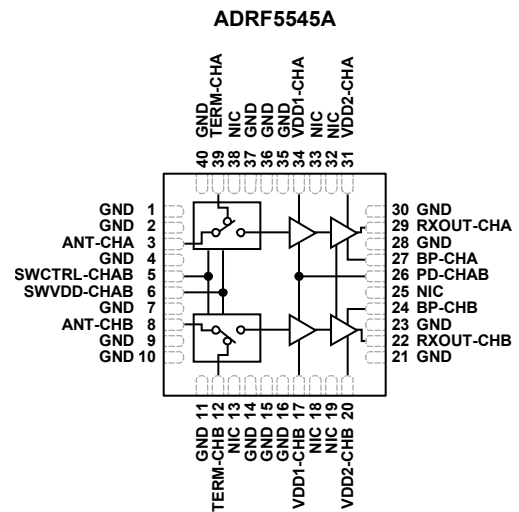 ADRF5545A
40 GND
39 TERM-CHA
38 NIC
37 GND
36 GND
35 GND
34 VDD1-CHA
33 NIC
32 NIC
31 VDD2-CHA
GND 1
GND 2
ANT-CHA 3
GND 4
SWCTRL-CHAB 5
SWVDD-CHAB 6
GND 7
ANT-CHB 8
GND 9
GND 10
30 GND
29 RXOUT-CHA
28 GND
27 BP-CHA
26 PD-CHAB
25 NIC
24 BP-CHB
23 GND
22 RXOUT-CHB
21 GND
GND 11
TERM-CHB 12
NIC 13
GND 14
GND 15
GND 16
VDD1-CHB 17
NIC 18
NIC 19
VDD2-CHB 20